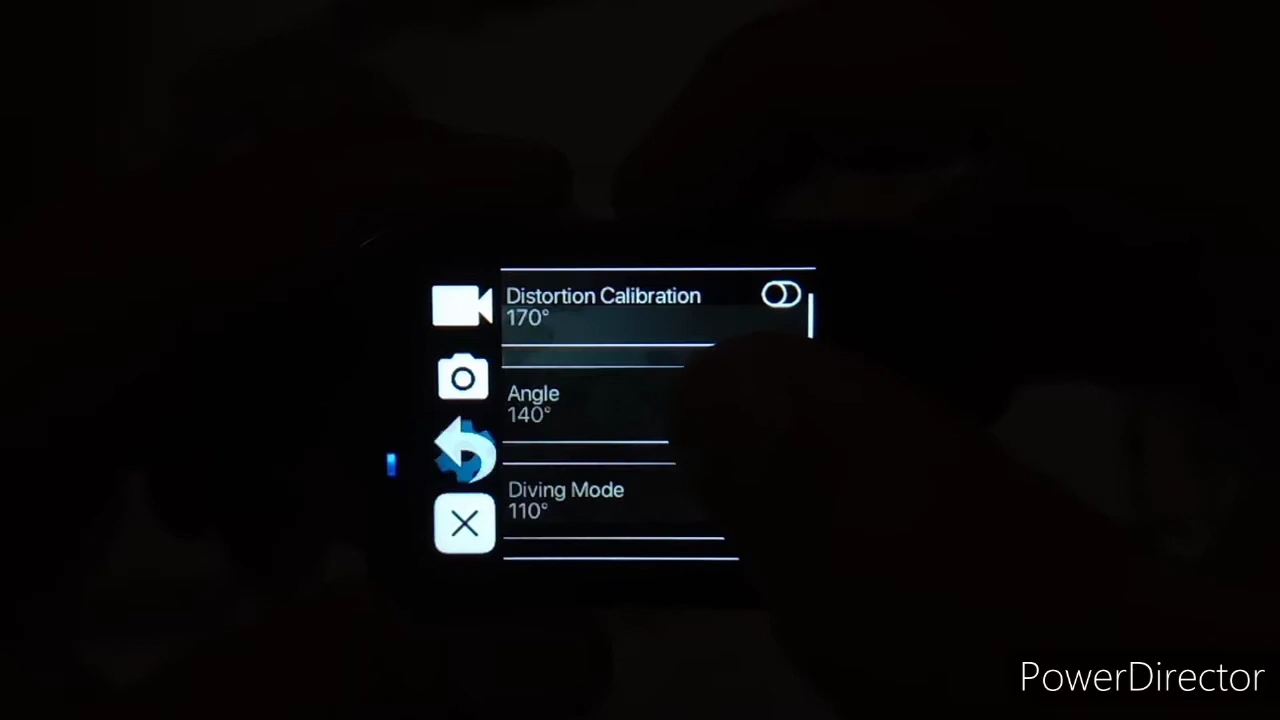 Distortion Calibration
170°
Angle
140°
Diving Mode
110°
PowerDirector